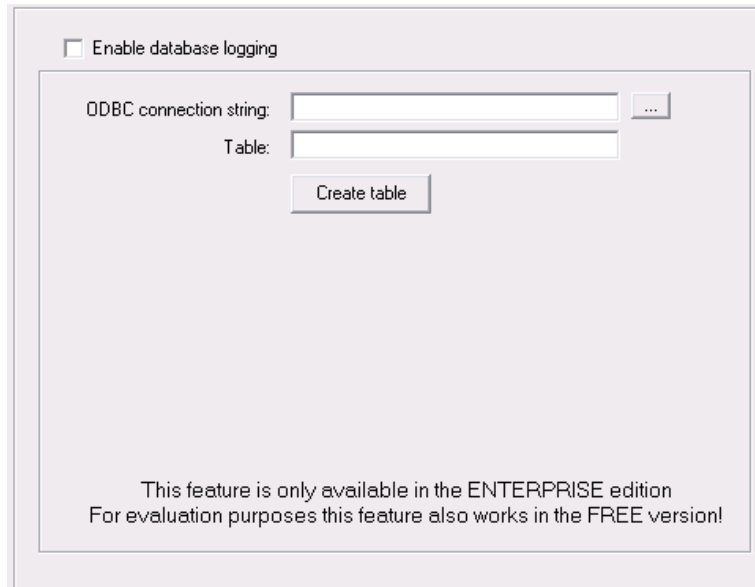 Enable database logging
ODBC connection string:
...
Table:
Create table
This feature is only available in the ENTERPRISE edition
For evaluation purposes this feature also works in the FREE version!